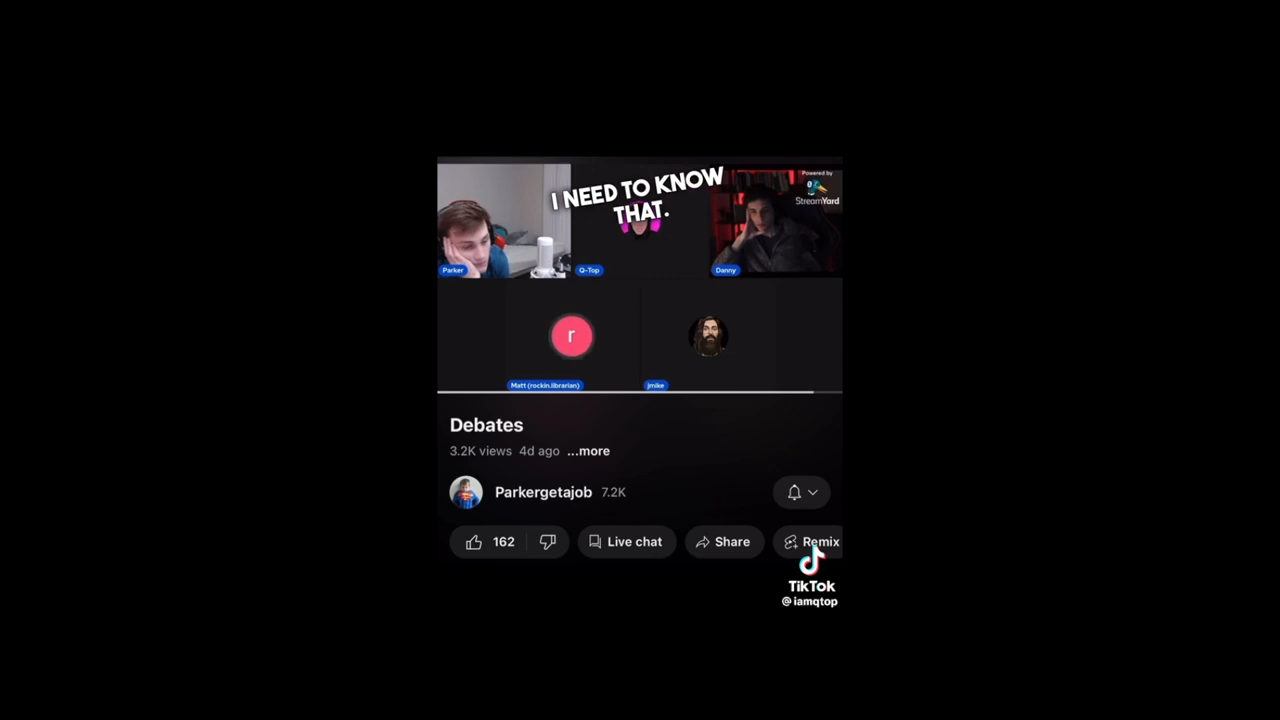 I NEED TO KNOW
THAT.
Powered by
StreamYard
Parker
Q-Top
Danny
r
Matt (rockin.librarian)
jmike
Debates
3.2K views 4d ago ...more
Parkergetajob 7.2K
162
Live chat
Share
Remix
TikTok
@iamqtop